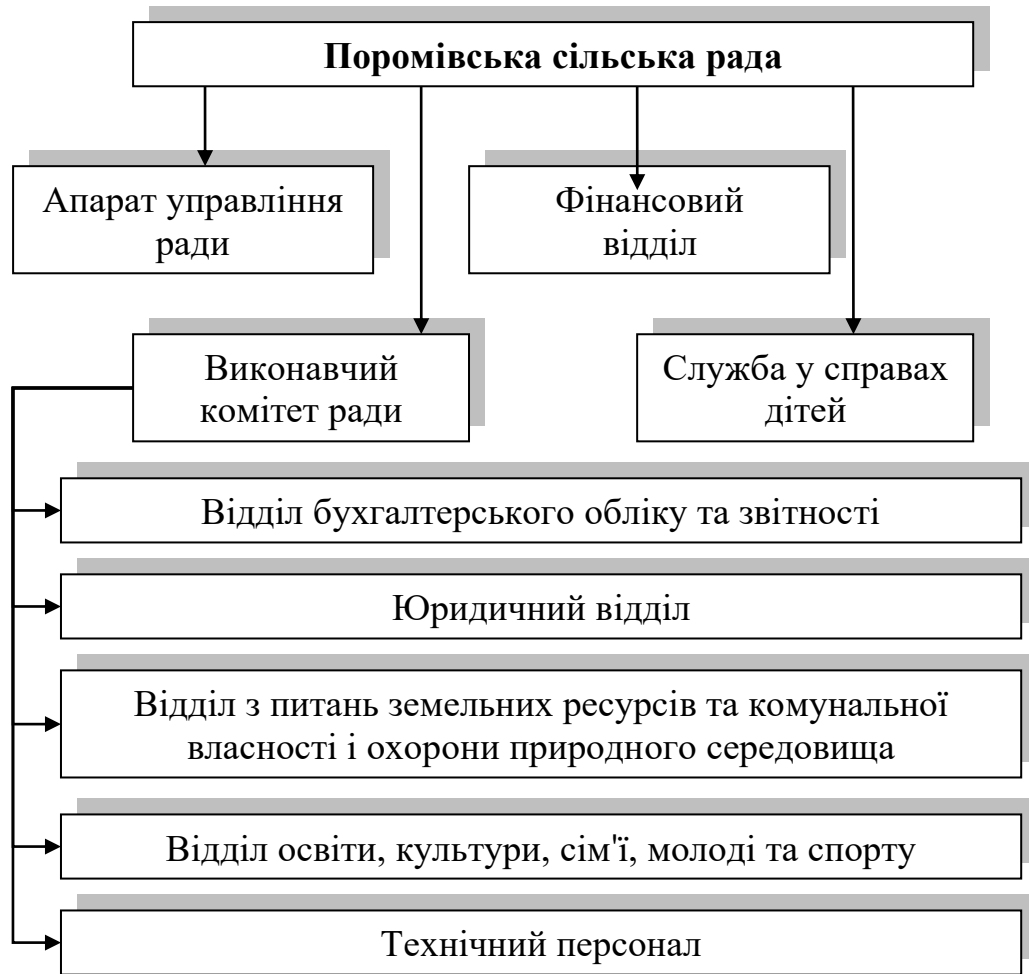 Поромівська сільська рада
Апарат управління
ради
Фінансовий
відділ
Виконавчий
комітет ради
Служба у справах
дітей
Відділ бухгалтерського обліку та звітності
Юридичний відділ
Відділ з питань земельних ресурсів та комунальної
власності і охорони природного середовища
Відділ освіти, культури, сім'ї, молоді та спорту
Технічний персонал